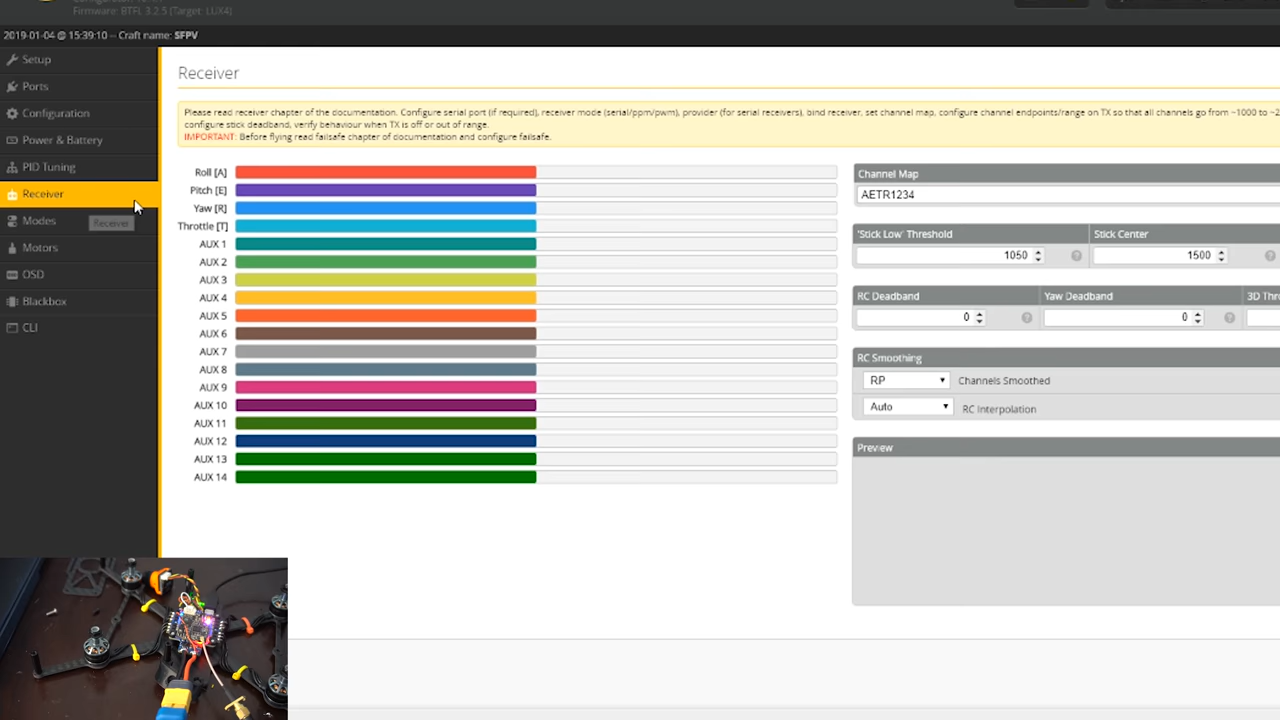 Firmware: BTFL 3.2.5 (Target: LUX4)
2019-01-04 @ 15:39:10 -- Craft name: SFPV
Setup
Ports
Configuration
Power & Battery
PID Tuning
Receiver
Modes
Receiver
Motors
OSD
Blackbox
CLI
Receiver
Please read receiver chapter of the documentation. Configure serial port (if required), receiver mode (serial/ppm/pwm), provider (for serial receivers), bind receiver, set channel map, configure channel endpoints/range on TX so that all channels go from ~1000 to ~2
configure stick deadband, verify behaviour when TX is off or out of range.
IMPORTANT: Before flying read failsafe chapter of documentation and configure failsafe.
Roll [A]
Pitch [E]
Yaw [R]
Throttle [T]
AUX 1
AUX 2
AUX 3
AUX 4
AUX 5
AUX 6
AUX 7
AUX 8
AUX 9
AUX 10
AUX 11
AUX 12
AUX 13
AUX 14
Channel Map
AETR1234
'Stick Low' Threshold Stick Center
1050 1500
RC Deadband Yaw Deadband 3D Thr
0 0
RC Smoothing
RP Channels Smoothed
Auto RC Interpolation
Preview